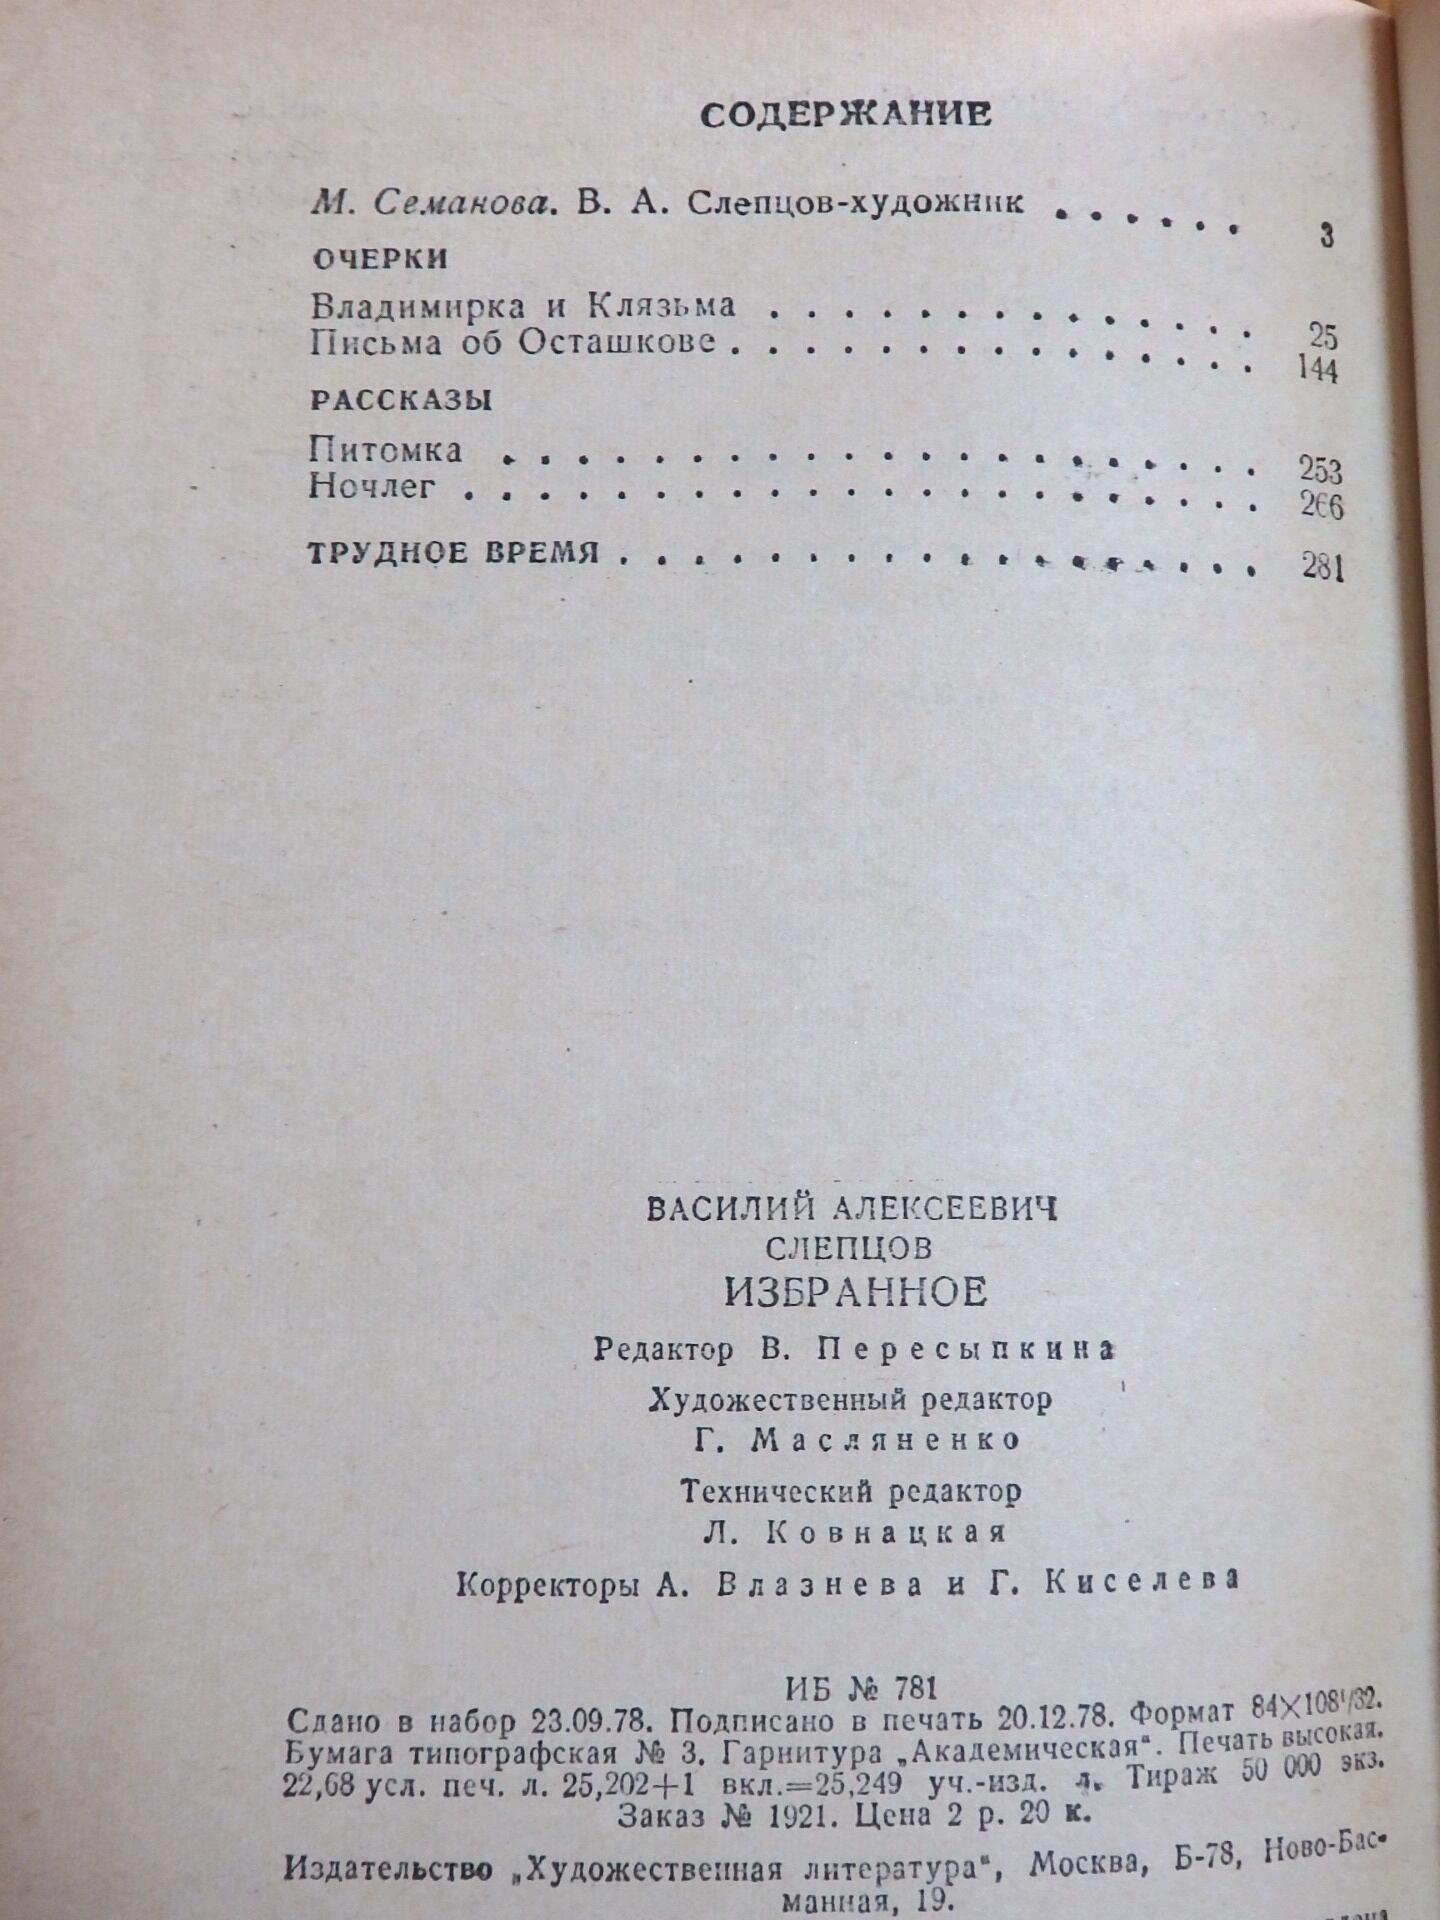 СОДЕРЖАНИЕ
М. Семанова. В. А. Слепцов-художник . . . . . . 3
ОЧЕРКИ
Владимирка и Клязьма . . . . . . . . . . . . . 25
Письма об Осташкове . . . . . . . . . . . . . . 144
РАССКАЗЫ
Питомка . . . . . . . . . . . . . . . . . . . . 253
Ночлег . . . . . . . . . . . . . . . . . . . . . 266
ТРУДНОЕ ВРЕМЯ . . . . . . . . . . . . . . . . . 281
ВАСИЛИЙ АЛЕКСЕЕВИЧ
СЛЕПЦОВ
ИЗБРАННОЕ
Редактор В. Пересыпкина
Художественный редактор
Г. Масляненко
Технический редактор
Л. Ковнацкая
Корректоры А. Влазнева и Г. Киселева
ИБ № 781
Сдано в набор 23.09.78. Подписано в печать 20.12.78. Формат 84×108¹/32.
Бумага типографская № 3. Гарнитура „Академическая“. Печать высокая.
22,68 усл. печ. л. 25,202+1 вкл.=25,249 уч.-изд. л. Тираж 50 000 экз.
Заказ № 1921. Цена 2 р. 20 к.
Издательство „Художественная литература“, Москва, Б-78, Ново-Бас-
манная, 19.